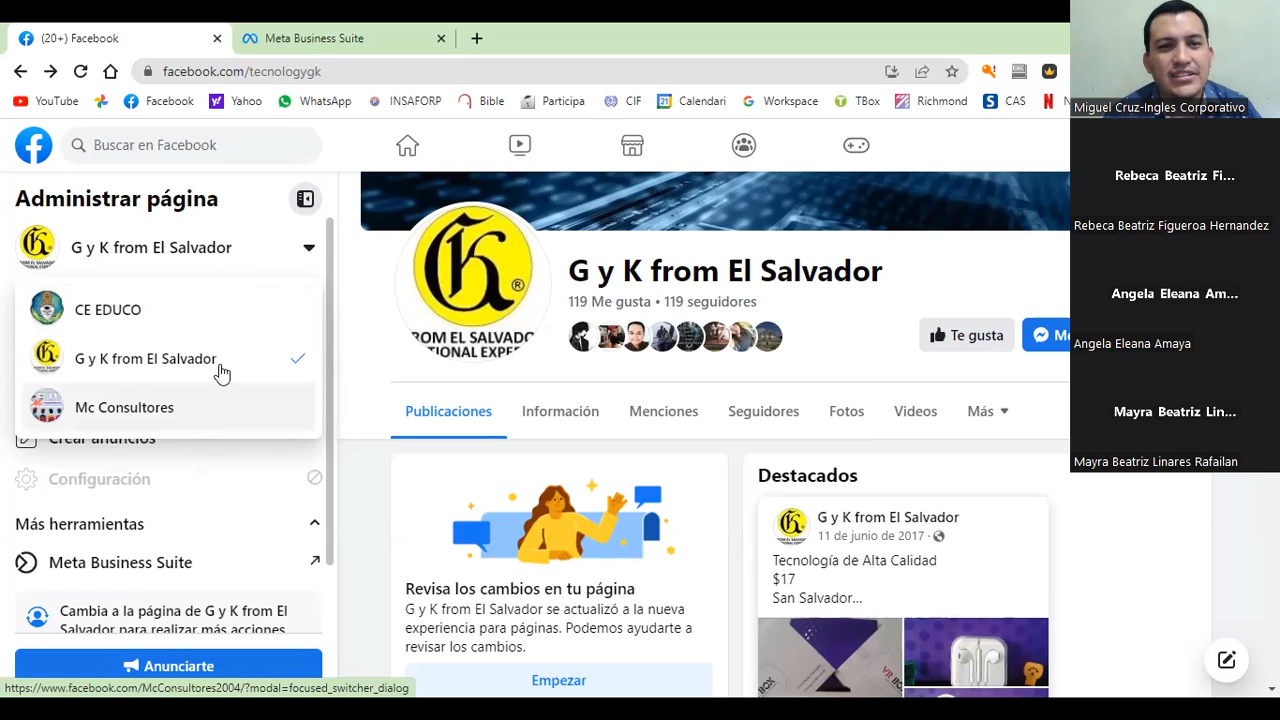 (20+) Facebook
Meta Business Suite
facebook.com/tecnologygk
YouTube
Facebook
Yahoo
WhatsApp
INSAFORP
Bible
Participa
CIF
Calendari
Workspace
TBox
Richmond
CAS
Buscar en Facebook
Administrar página
G y K from El Salvador
CE EDUCO
G y K from El Salvador
Mc Consultores
Crear anuncios
Configuración
Más herramientas
Meta Business Suite
Cambia a la página de G y K from El
Salvador para realizar más acciones
Anunciarte
https://www.facebook.com/McConsultores2004/?modal=focused_switcher_dialog
G y K from El Salvador
119 Me gusta • 119 seguidores
Te gusta
Publicaciones
Información
Menciones
Seguidores
Fotos
Videos
Más
Revisa los cambios en tu página
G y K from El Salvador se actualizó a la nueva
experiencia para páginas. Podemos ayudarte a
revisar los cambios.
Empezar
Destacados
G y K from El Salvador
11 de junio de 2017 ·
Tecnología de Alta Calidad
$17
San Salvador...
Miguel Cruz-Ingles Corporativo
Rebeca Beatriz Fi...
Rebeca Beatriz Figueroa Hernandez
Angela Eleana Am...
Angela Eleana Amaya
Mayra Beatriz Lin...
Mayra Beatriz Linares Rafailan